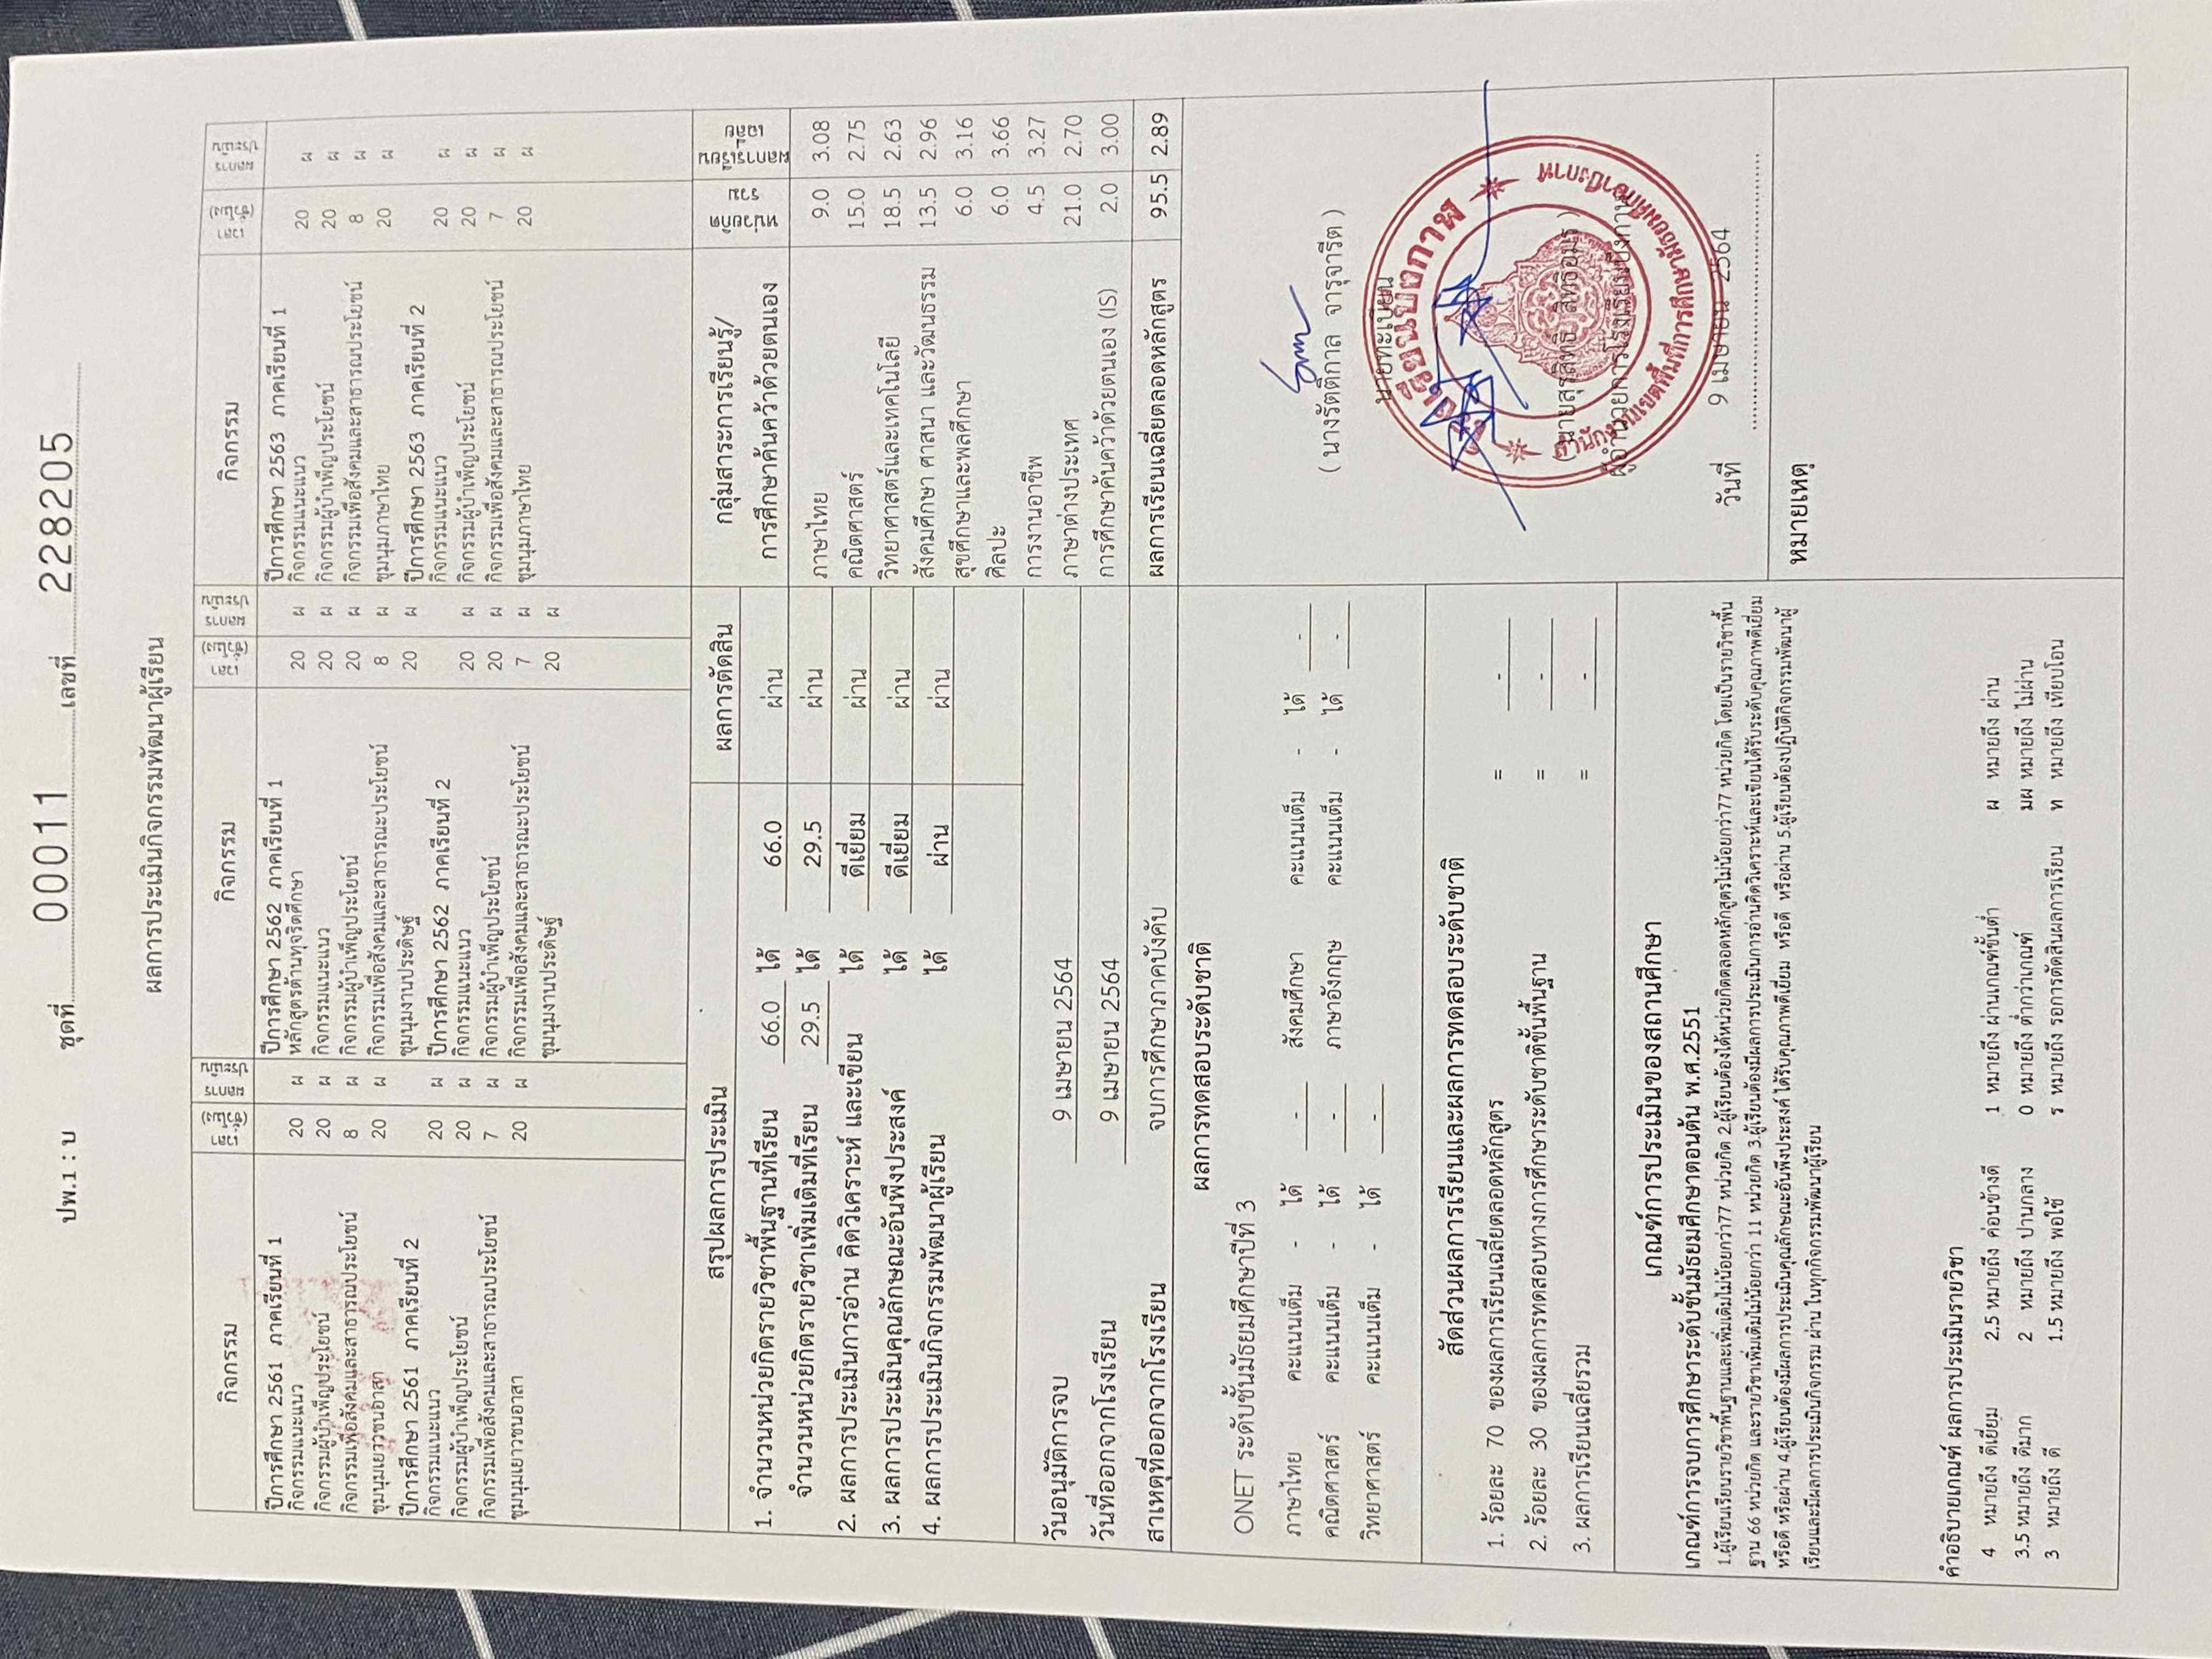 ปพ.1 : บ ชุดที่ 00011 เลขที่ 228205
ผลการประเมินกิจกรรมพัฒนาผู้เรียน
กิจกรรม เวลา (ชั่วโมง) ผลการประเมิน กิจกรรม เวลา (ชั่วโมง) ผลการประเมิน กิจกรรม เวลา (ชั่วโมง) ผลการประเมิน
ปีการศึกษา 2561 ภาคเรียนที่ 1
กิจกรรมแนะแนว 20 ผ
กิจกรรมผู้บำเพ็ญประโยชน์ 20 ผ
กิจกรรมเพื่อสังคมและสาธารณประโยชน์ 8 ผ
ชุมนุมเยาวชนอาสา 20 ผ
ปีการศึกษา 2561 ภาคเรียนที่ 2
กิจกรรมแนะแนว 20 ผ
กิจกรรมผู้บำเพ็ญประโยชน์ 20 ผ
กิจกรรมเพื่อสังคมและสาธารณประโยชน์ 7 ผ
ชุมนุมเยาวชนอาสา 20 ผ
ปีการศึกษา 2562 ภาคเรียนที่ 1
หลักสูตรต้านทุจริตศึกษา 20 ผ
กิจกรรมแนะแนว 20 ผ
กิจกรรมผู้บำเพ็ญประโยชน์ 20 ผ
กิจกรรมเพื่อสังคมและสาธารณะประโยชน์ 8 ผ
ชุมนุมงานประดิษฐ์ 20 ผ
ปีการศึกษา 2562 ภาคเรียนที่ 2
กิจกรรมแนะแนว 20 ผ
กิจกรรมผู้บำเพ็ญประโยชน์ 20 ผ
กิจกรรมเพื่อสังคมและสาธารณะประโยชน์ 7 ผ
ชุมนุมงานประดิษฐ์ 20 ผ
ปีการศึกษา 2563 ภาคเรียนที่ 1
กิจกรรมแนะแนว 20 ผ
กิจกรรมผู้บำเพ็ญประโยชน์ 20 ผ
กิจกรรมเพื่อสังคมและสาธารณประโยชน์ 8 ผ
ชุมนุมภาษาไทย 20 ผ
ปีการศึกษา 2563 ภาคเรียนที่ 2
กิจกรรมแนะแนว 20 ผ
กิจกรรมผู้บำเพ็ญประโยชน์ 20 ผ
กิจกรรมเพื่อสังคมและสาธารณประโยชน์ 7 ผ
ชุมนุมภาษาไทย 20 ผ
สรุปผลการประเมิน ผลการตัดสิน
1. จำนวนหน่วยกิตรายวิชาพื้นฐานที่เรียน 66.0 ได้ 66.0 ผ่าน
จำนวนหน่วยกิตรายวิชาเพิ่มเติมที่เรียน 29.5 ได้ 29.5 ผ่าน
2. ผลการประเมินการอ่าน คิดวิเคราะห์ และเขียน ได้ ดีเยี่ยม ผ่าน
3. ผลการประเมินคุณลักษณะอันพึงประสงค์ ได้ ดีเยี่ยม ผ่าน
4. ผลการประเมินกิจกรรมพัฒนาผู้เรียน ได้ ผ่าน ผ่าน
วันอนุมัติการจบ 9 เมษายน 2564
วันที่ออกจากโรงเรียน 9 เมษายน 2564
สาเหตุที่ออกจากโรงเรียน จบการศึกษาภาคบังคับ
กลุ่มสาระการเรียนรู้/ หน่วยกิตรวม ผลการเรียนเฉลี่ย
การศึกษาค้นคว้าด้วยตนเอง
ภาษาไทย 9.0 3.08
คณิตศาสตร์ 15.0 2.75
วิทยาศาสตร์และเทคโนโลยี 18.5 2.63
สังคมศึกษา ศาสนา และวัฒนธรรม 13.5 2.96
สุขศึกษาและพลศึกษา 6.0 3.16
ศิลปะ 6.0 3.66
การงานอาชีพ 4.5 3.27
ภาษาต่างประเทศ 21.0 2.70
การศึกษาค้นคว้าด้วยตนเอง (IS) 2.0 3.00
ผลการเรียนเฉลี่ยตลอดหลักสูตร 95.5 2.89
ผลการทดสอบระดับชาติ
ONET ระดับชั้นมัธยมศึกษาปีที่ 3
ภาษาไทย คะแนนเต็ม - ได้ - สังคมศึกษา คะแนนเต็ม - ได้ -
คณิตศาสตร์ คะแนนเต็ม - ได้ - ภาษาอังกฤษ คะแนนเต็ม - ได้ -
วิทยาศาสตร์ คะแนนเต็ม - ได้ -
สัดส่วนผลการเรียนและผลการทดสอบระดับชาติ
1. ร้อยละ 70 ของผลการเรียนเฉลี่ยตลอดหลักสูตร = -
2. ร้อยละ 30 ของผลการทดสอบทางการศึกษาระดับชาติขั้นพื้นฐาน = -
3. ผลการเรียนเฉลี่ยรวม = -
( นางรัตติกาล จารุจารีต )
นายทะเบียน
ผู้อำนวยการโรงเรียนปิ่งกาพ
วันที่ 9 เมษายน 2564
หมายเหตุ
เกณฑ์การประเมินของสถานศึกษา
เกณฑ์การจบการศึกษาระดับชั้นมัธยมศึกษาตอนต้น พ.ศ.2551
1.ผู้เรียนเรียนรายวิชาพื้นฐานและเพิ่มเติมไม่น้อยกว่า77 หน่วยกิต 2.ผู้เรียนต้องได้หน่วยกิตตลอดหลักสูตรไม่น้อยกว่า77 หน่วยกิต โดยเป็นรายวิชาพื้น
ฐาน 66 หน่วยกิต และรายวิชาเพิ่มเติมไม่น้อยกว่า 11 หน่วยกิต 3.ผู้เรียนต้องมีผลการประเมินการอ่านคิดวิเคราะห์และเขียนได้รับระดับคุณภาพดีเยี่ยม
หรือดี หรือผ่าน 4.ผู้เรียนต้องมีผลการประเมินคุณลักษณะอันพึงประสงค์ ได้รับคุณภาพดีเยี่ยม หรือดี หรือผ่าน 5.ผู้เรียนต้องปฏิบัติกิจกรรมพัฒนาผู้
เรียนและมีผลการประเมินกิจกรรม ผ่าน ในทุกกิจกรรมพัฒนาผู้เรียน
คำอธิบายเกณฑ์ ผลการประเมินรายวิชา
4 หมายถึง ดีเยี่ยม 2.5 หมายถึง ค่อนข้างดี 1 หมายถึง ผ่านเกณฑ์ขั้นต่ำ ผ หมายถึง ผ่าน
3.5 หมายถึง ดีมาก 2 หมายถึง ปานกลาง 0 หมายถึง ต่ำกว่าเกณฑ์ มผ หมายถึง ไม่ผ่าน
3 หมายถึง ดี 1.5 หมายถึง พอใช้ ร หมายถึง รอการตัดสินผลการเรียน ท หมายถึง เทียบโอน